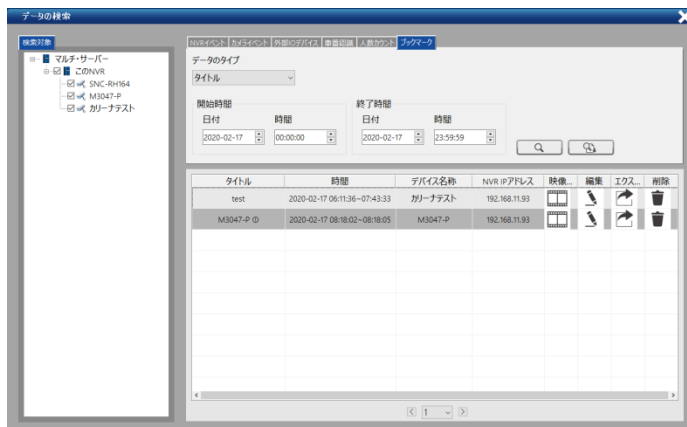 データの検索
検索対象
マルチ・サーバー
このNVR
SNC-RH164
M3047-P
カリーナテスト
NVRイベント カメライベント 外部IOデバイス 車番認識 人数カウント ブックマーク
データのタイプ
タイトル
開始時間 終了時間
日付 時間 日付 時間
2020-02-17 00:00:00 2020-02-17 23:59:59
タイトル 時間 デバイス名称 NVR IPアドレス 映像... 編集 エクス... 削除
test 2020-02-17 06:11:36~07:43:33 カリーナテスト 192.168.11.93
M3047-P ① 2020-02-17 08:18:02~08:18:05 M3047-P 192.168.11.93
1